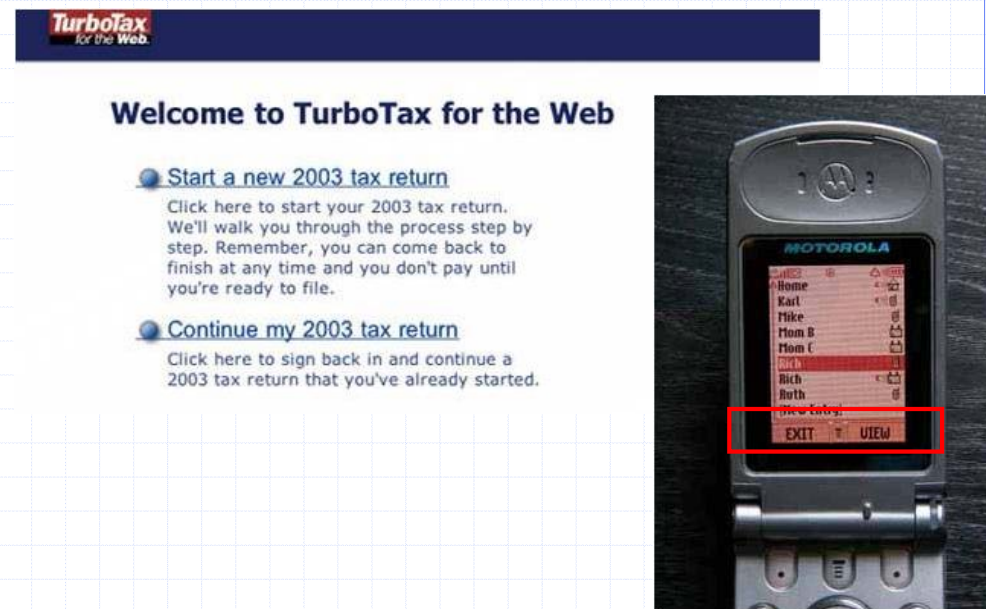 TurboTax
for the Web.
Welcome to TurboTax for the Web
Start a new 2003 tax return
Click here to start your 2003 tax return.
We'll walk you through the process step by
step. Remember, you can come back to
finish at any time and you don't pay until
you're ready to file.
Continue my 2003 tax return
Click here to sign back in and continue a
2003 tax return that you've already started.
MOTOROLA
Home
Karl
Mike
Mom B
Mom C
Rich
Rich
Ruth
[New Entry]
EXIT VIEW